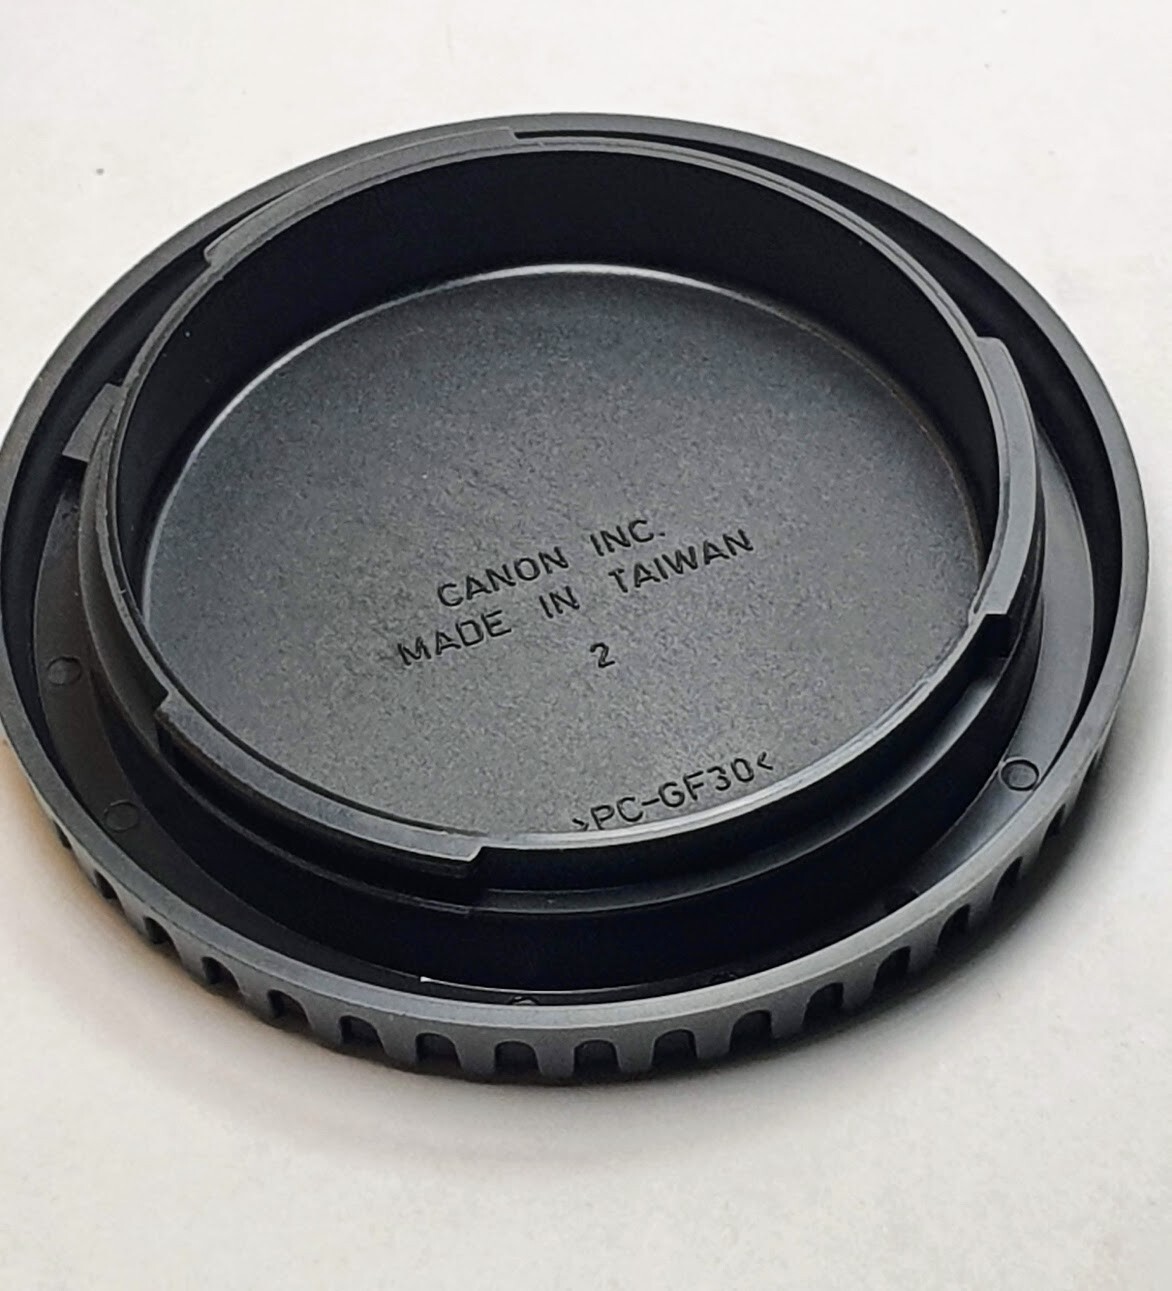 CANON INC.
MADE IN TAIWAN
2
>PC-GF30<